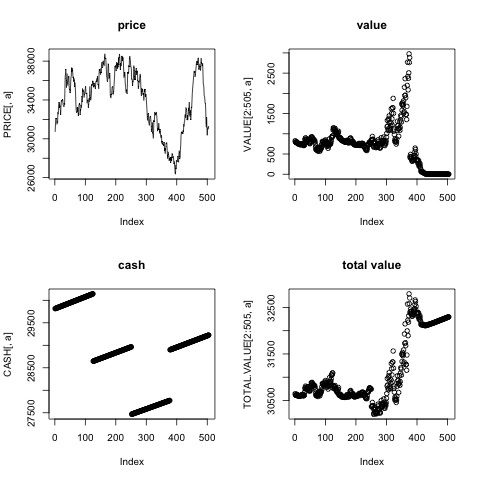 price
PRICE[, a]
26000 30000 34000 38000
0 100 200 300 400 500
Index
value
VALUE[2:505, a]
0 500 1500 2500
0 100 200 300 400 500
Index
cash
CASH[, a]
27500 28500 29500
0 100 200 300 400 500
Index
total value
TOTAL.VALUE[2:505, a]
30500 31500 32500
0 100 200 300 400 500
Index